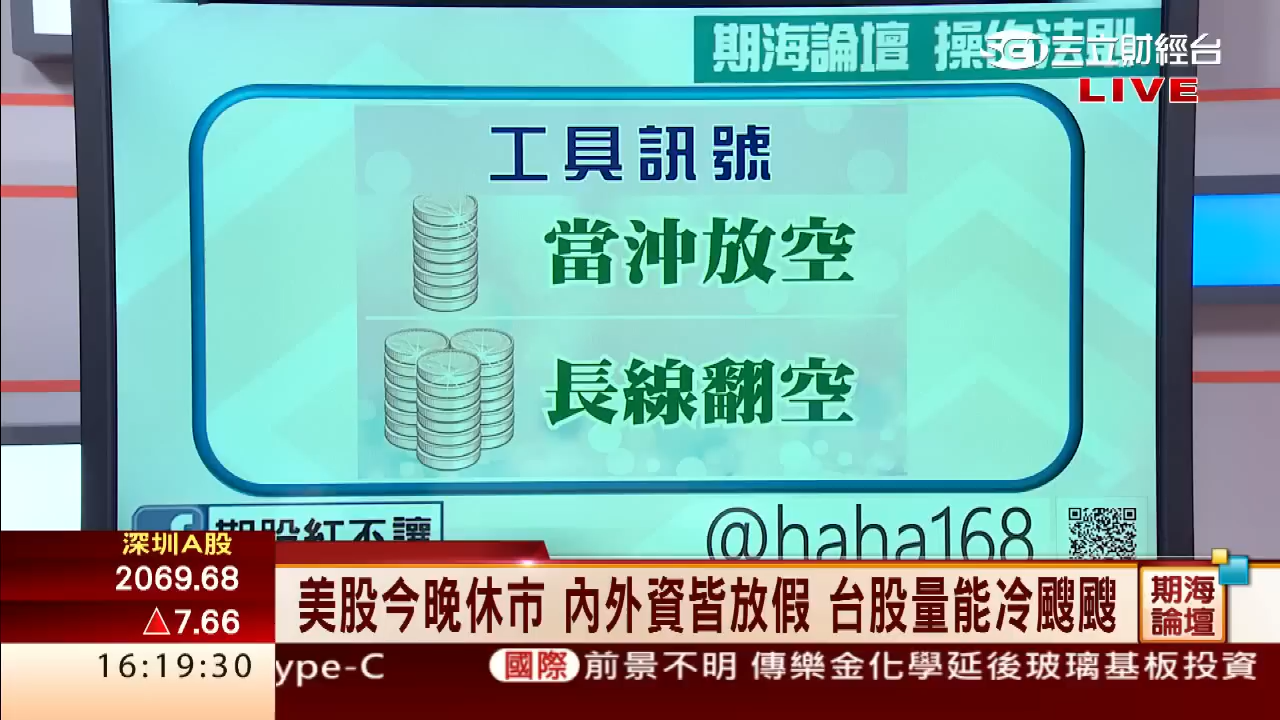 期海論壇
三立財經台
LIVE
工具訊號
當沖放空
長線翻空
期股紅不讓
@haha168
深圳A股
2069.68
△7.66
美股今晚休市 內外資皆放假 台股量能冷颼颼
期海
論壇
16:19:30
ype-C 國際 前景不明 傳樂金化學延後玻璃基板投資